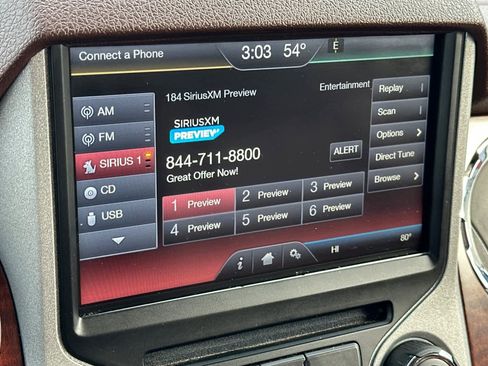 Connect a Phone
3:03 54°
E
184 SiriusXM Preview
Entertainment
Replay
AM
Scan
SIRIUSXM
PREVIEW
FM
Options >
844-711-8800
ALERT
SIRIUS 1
Great Offer Now!
Direct Tune
CD
1 Preview
2 Preview
3 Preview
Browse >
USB
4 Preview
5 Preview
6 Preview
i
HI
80°